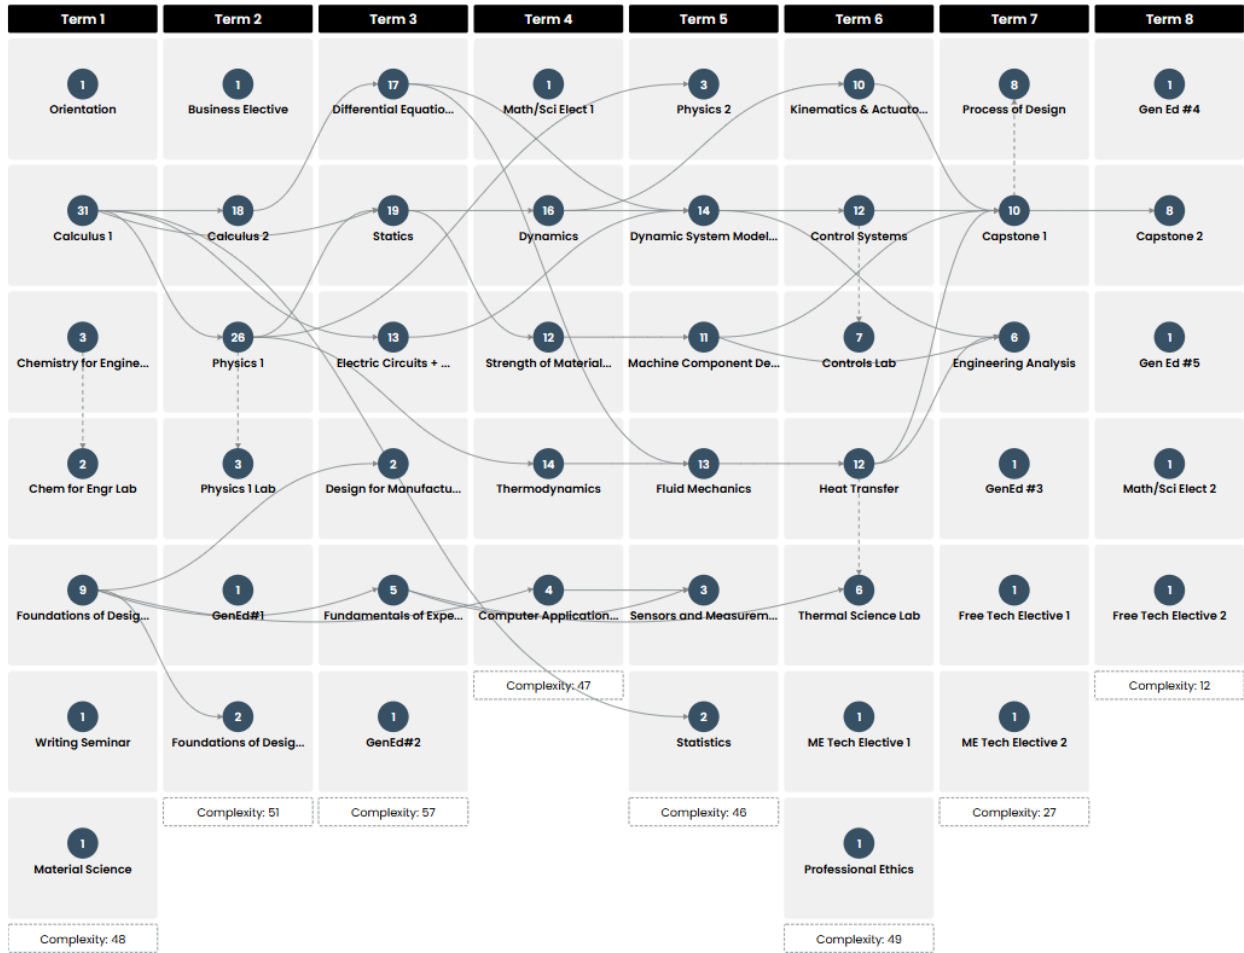 Term 1
Term 2
Term 3
Term 4
Term 5
Term 6
Term 7
Term 8
1
Orientation
1
Business Elective
17
Differential Equatio...
1
Math/Sci Elect 1
3
Physics 2
10
Kinematics & Actuato...
8
Process of Design
1
Gen Ed #4
31
Calculus 1
18
Calculus 2
19
Statics
16
Dynamics
14
Dynamic System Model...
12
Control Systems
10
Capstone 1
8
Capstone 2
3
Chemistry for Engine...
26
Physics 1
13
Electric Circuits + ...
12
Strength of Material...
11
Machine Component De...
7
Controls Lab
6
Engineering Analysis
1
Gen Ed #5
2
Chem for Engr Lab
3
Physics 1 Lab
2
Design for Manufactu...
14
Thermodynamics
13
Fluid Mechanics
12
Heat Transfer
1
GenEd #3
1
Math/Sci Elect 2
9
Foundations of Desig...
1
GenEd#1
5
Fundamentals of Expe...
4
Computer Application...
3
Sensors and Measurem...
6
Thermal Science Lab
1
Free Tech Elective 1
1
Free Tech Elective 2
Complexity: 47
Complexity: 12
1
Writing Seminar
2
Foundations of Desig...
1
GenEd#2
2
Statistics
1
ME Tech Elective 1
1
ME Tech Elective 2
Complexity: 51
Complexity: 57
Complexity: 46
Complexity: 27
1
Material Science
1
Professional Ethics
Complexity: 48
Complexity: 49